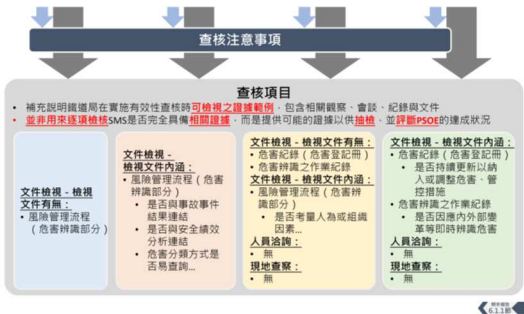 查核注意事項
查核項目
• 補充說明鐵道局在實施有效性查核時可檢視之證據範例，包含相關觀察、會談、紀錄與文件
• 並非用來逐項檢核SMS是否完全具備相關證據，而是提供可能的證據以供抽檢，並評斷PSOE的達成狀況
文件檢視 - 檢視
文件有無：
• 風險管理流程
（危害辨識部分）
文件檢視 -
檢視文件內涵：
• 風險管理流程（危害
辨識部分）
• 是否與事故事件
結果連結
• 是否與安全績效
分析連結
• 危害分類方式是
否易查詢...
文件檢視 - 檢視文件有無：
• 危害紀錄（危害登記冊）
• 危害辨識之作業紀錄
文件檢視 - 檢視文件內涵：
• 風險管理流程（危害辨
識部分）
• 是否考量人為或組織
因素...
人員洽詢：
• 無
現地查察：
• 無
文件檢視 - 檢視文件內涵：
• 危害紀錄（危害登記冊）
• 是否持續更新以納
入或調整危害、管
控措施
• 危害辨識之作業紀錄
• 是否因應內外部變
革等即時辨識危害
人員洽詢：
• 無
現地查察：
• 無
6.1.1節